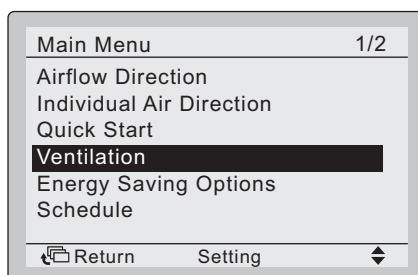 Main Menu 1/2
Airflow Direction
Individual Air Direction
Quick Start
Ventilation
Energy Saving Options
Schedule
Return Setting